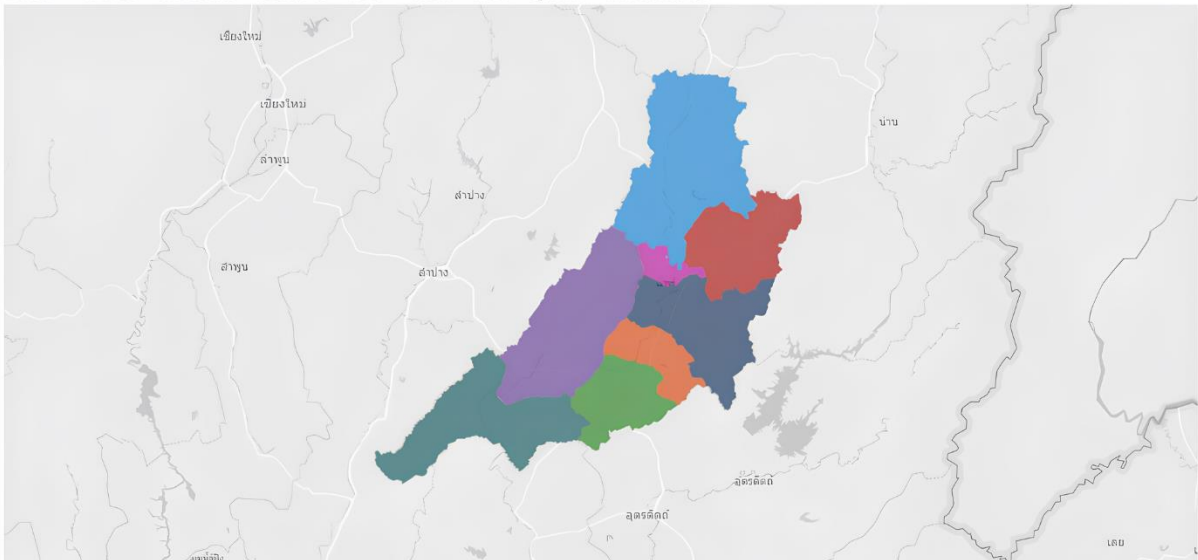 เชียงใหม่
เชียงใหม่
น่าน
ลำพูน
ลำปาง
ลำพูน
ลำปาง
อุตรดิตถ์
อุตรดิตถ์
เลย